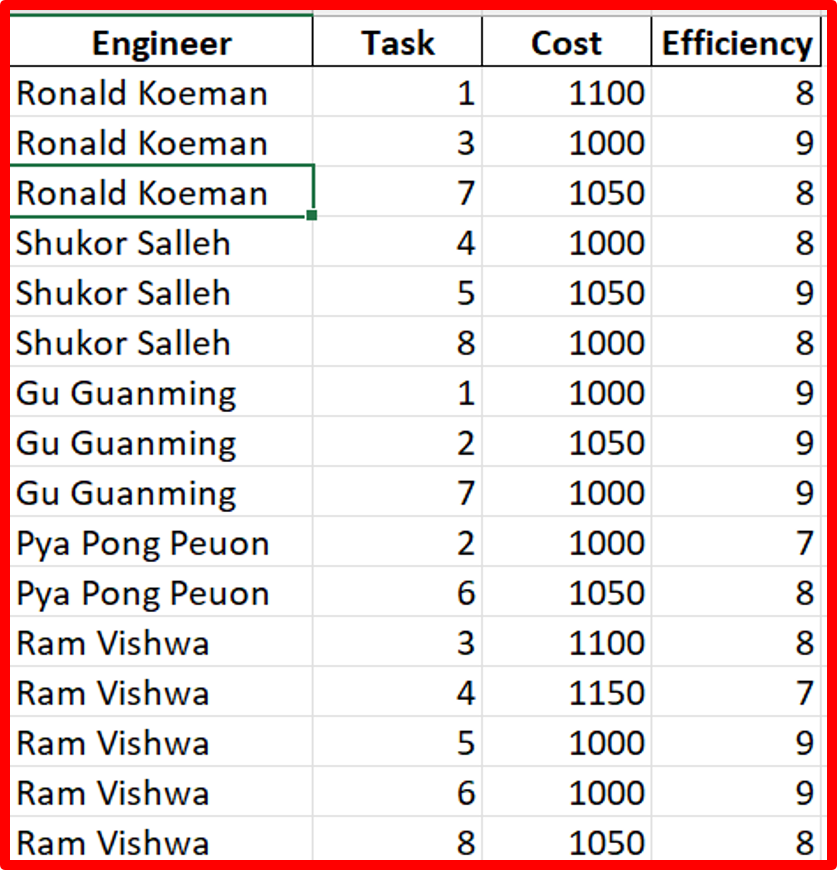 Engineer Task Cost Efficiency
Ronald Koeman 1 1100 8
Ronald Koeman 3 1000 9
Ronald Koeman 7 1050 8
Shukor Salleh 4 1000 8
Shukor Salleh 5 1050 9
Shukor Salleh 8 1000 8
Gu Guanming 1 1000 9
Gu Guanming 2 1050 9
Gu Guanming 7 1000 9
Pya Pong Peuon 2 1000 7
Pya Pong Peuon 6 1050 8
Ram Vishwa 3 1100 8
Ram Vishwa 4 1150 7
Ram Vishwa 5 1000 9
Ram Vishwa 6 1000 9
Ram Vishwa 8 1050 8